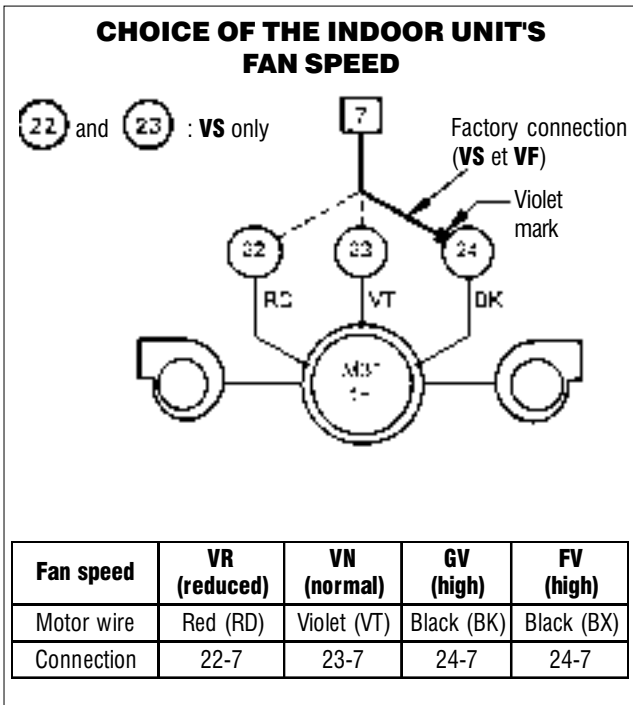 CHOICE OF THE INDOOR UNIT'S
FAN SPEED
22 and 23 : VS only
7
Factory connection
(VS et VF)
Violet
mark
22
23
24
RD
VT
BK
Fan speed VR (reduced) VN (normal) GV (high) FV (high)
Motor wire Red (RD) Violet (VT) Black (BK) Black (BX)
Connection 22-7 23-7 24-7 24-7